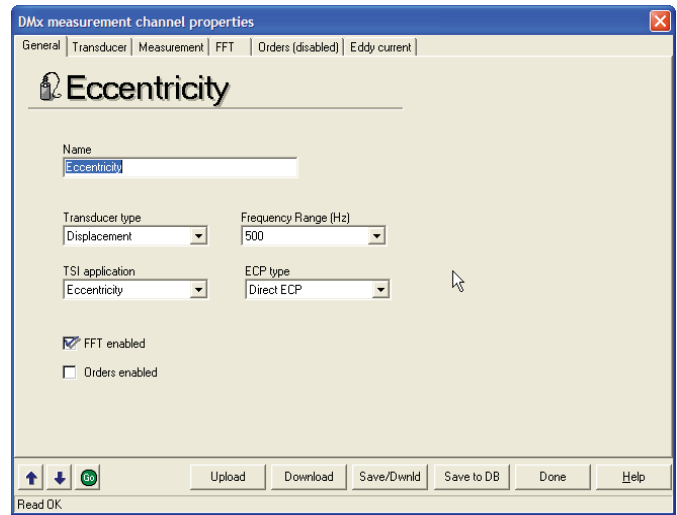 DMx measurement channel properties
General Transducer Measurement FFT Orders (disabled) Eddy current
Eccentricity
Name
Eccentricity
Transducer type Frequency Range (Hz)
Displacement 500
TSI application ECP type
Eccentricity Direct ECP
FFT enabled
Orders enabled
Go Upload Download Save/Dwnld Save to DB Done Help
Read OK